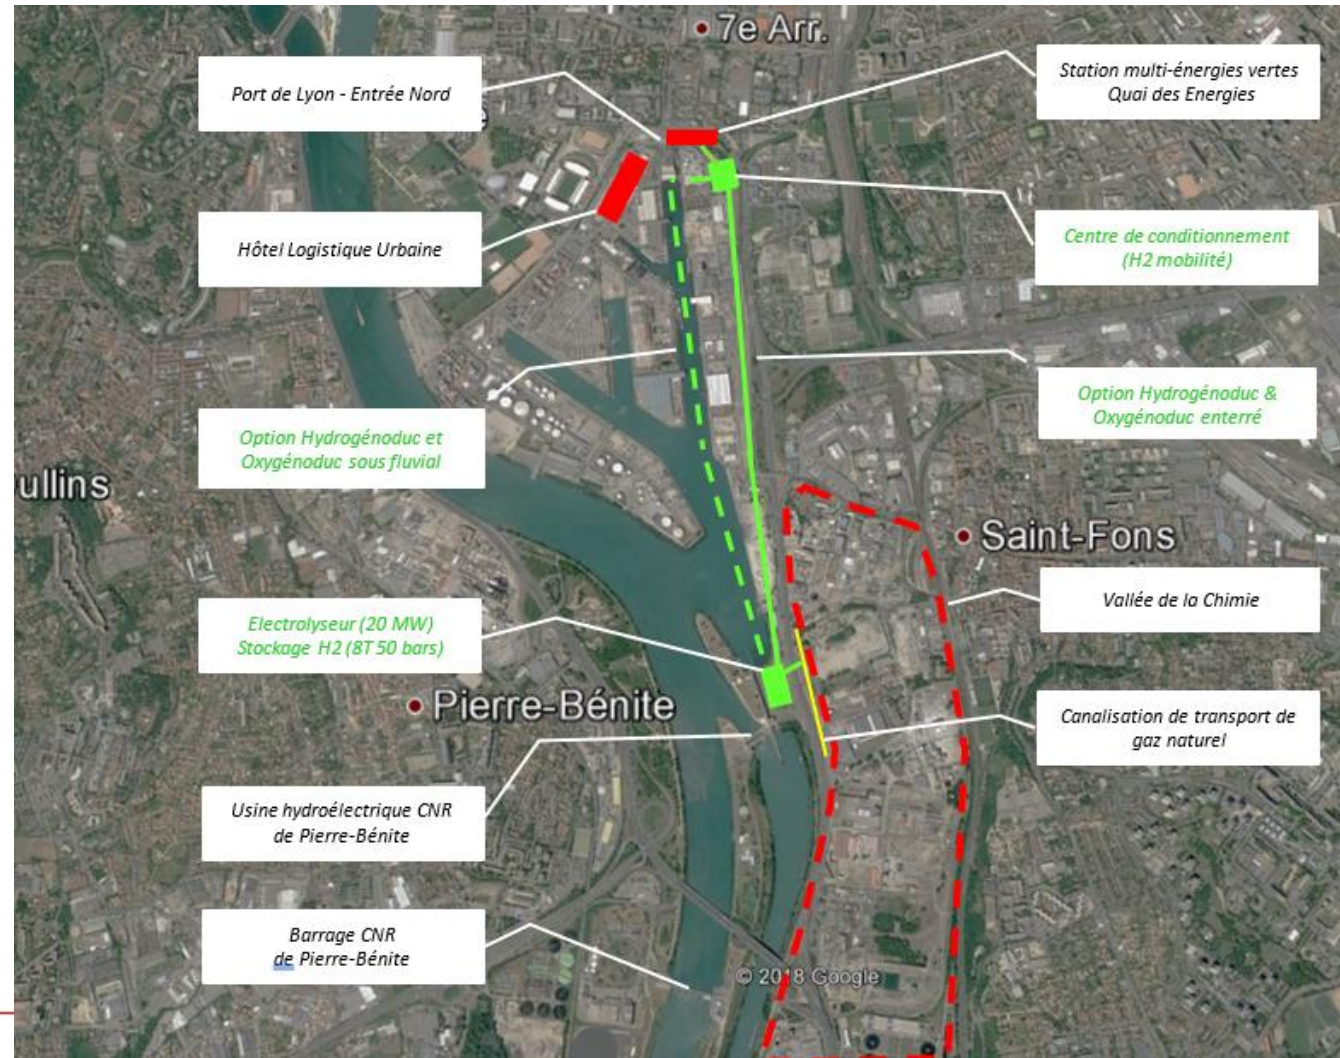 7e Arr.
Port de Lyon - Entrée Nord
Station multi-énergies vertes
Quai des Energies
Hôtel Logistique Urbaine
Centre de conditionnement
(H2 mobilité)
Option Hydrogénoduc et
Oxygénoduc sous fluvial
Option Hydrogénoduc &
Oxygénoduc enterré
ullins
Saint-Fons
Electrolyseur (20 MW)
Stockage H2 (8T 50 bars)
Vallée de la Chimie
Pierre-Bénite
Canalisation de transport de
gaz naturel
Usine hydroélectrique CNR
de Pierre-Bénite
Barrage CNR
de Pierre-Bénite
© 2018 Google